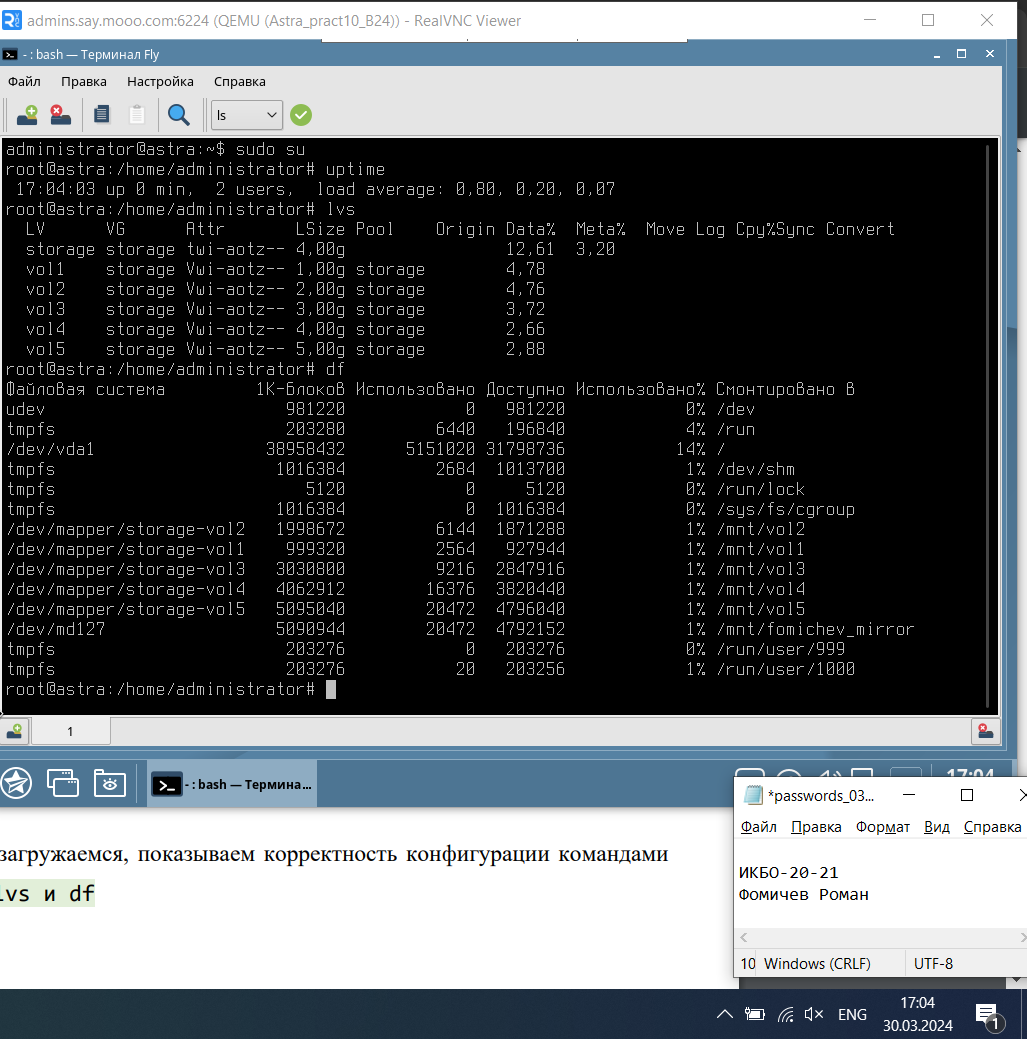 admins.say.mooo.com:6224 (QEMU (Astra_pract10_B24)) - RealVNC Viewer
- : bash — Терминал Fly
Файл Правка Настройка Справка
ls
administrator@astra:~$ sudo su
root@astra:/home/administrator# uptime
17:04:03 up 0 min,  2 users,  load average: 0,80, 0,20, 0,07
root@astra:/home/administrator# lvs
LV      VG      Attr       LSize Pool    Origin Data%  Meta%  Move Log Cpy%Sync Convert
storage storage twi-aotz-- 4,00g                12,61  3,20
vol1    storage Vwi-aotz-- 1,00g storage        4,78
vol2    storage Vwi-aotz-- 2,00g storage        4,76
vol3    storage Vwi-aotz-- 3,00g storage        3,72
vol4    storage Vwi-aotz-- 4,00g storage        2,66
vol5    storage Vwi-aotz-- 5,00g storage        2,88
root@astra:/home/administrator# df
Файловая система         1K-блоков Использовано Доступно Использовано% Смонтировано в
udev                        981220            0   981220            0% /dev
tmpfs                       203280         6440   196840            4% /run
/dev/vda1                 38958432      5151020 31798736           14% /
tmpfs                      1016384         2684  1013700            1% /dev/shm
tmpfs                         5120            0     5120            0% /run/lock
tmpfs                      1016384            0  1016384            0% /sys/fs/cgroup
/dev/mapper/storage-vol2   1998672         6144  1871288            1% /mnt/vol2
/dev/mapper/storage-vol1    999320         2564   927944            1% /mnt/vol1
/dev/mapper/storage-vol3   3030800         9216  2847916            1% /mnt/vol3
/dev/mapper/storage-vol4   4062912        16376  3820440            1% /mnt/vol4
/dev/mapper/storage-vol5   5095040        20472  4796040            1% /mnt/vol5
/dev/md127                 5090944        20472  4792152            1% /mnt/fomichev_mirror
tmpfs                       203276            0   203276            0% /run/user/999
tmpfs                       203276           20   203256            1% /run/user/1000
root@astra:/home/administrator#
1
- : bash — Термина...
17:04
*passwords_03...
Файл Правка Формат Вид Справка
ИКБО-20-21
Фомичев Роман
10 Windows (CRLF) UTF-8
загружаемся, показываем корректность конфигурации командами
lvs и df
ENG
17:04
30.03.2024
1